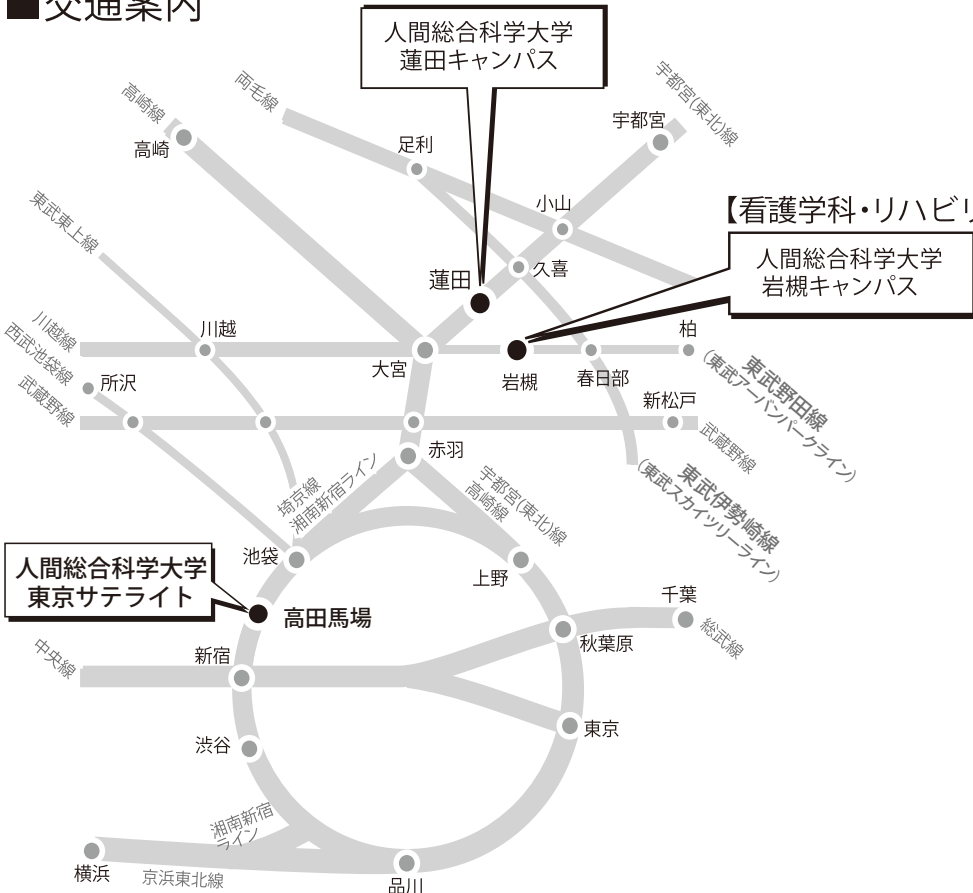 ■交通案内
人間総合科学大学
蓮田キャンパス
両毛線
宇都宮(東北)線
高崎線
高崎
足利
宇都宮
東武東上線
小山
【看護学科・リハビリ
人間総合科学大学
岩槻キャンパス
蓮田
久喜
川越線
川越
大宮
岩槻
春日部
柏
西武池袋線
所沢
武蔵野線
新松戸
東武野田線
(東武アーバンパークライン)
武蔵野線
赤羽
埼京線
湘南新宿ライン
宇都宮(東北)線
高崎線
東武伊勢崎線
(東武スカイツリーライン)
池袋
上野
人間総合科学大学
東京サテライト
高田馬場
千葉
総武線
秋葉原
中央線
新宿
東京
渋谷
湘南新宿
ライン
横浜
京浜東北線
品川